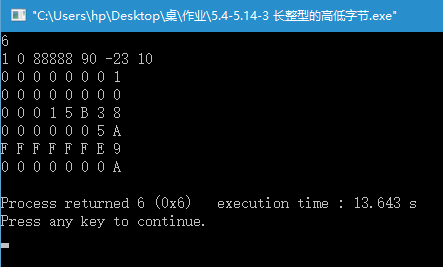 "C:\Users\hp\Desktop\桌\作业\5.4-5.14-3 长整型的高低字节.exe"
6
1 0 88888 90 -23 10
0 0 0 0 0 0 0 1
0 0 0 0 0 0 0 0
0 0 0 1 5 B 3 8
0 0 0 0 0 0 5 A
F F F F F F E 9
0 0 0 0 0 0 0 A
Process returned 6 (0x6)   execution time : 13.643 s
Press any key to continue.